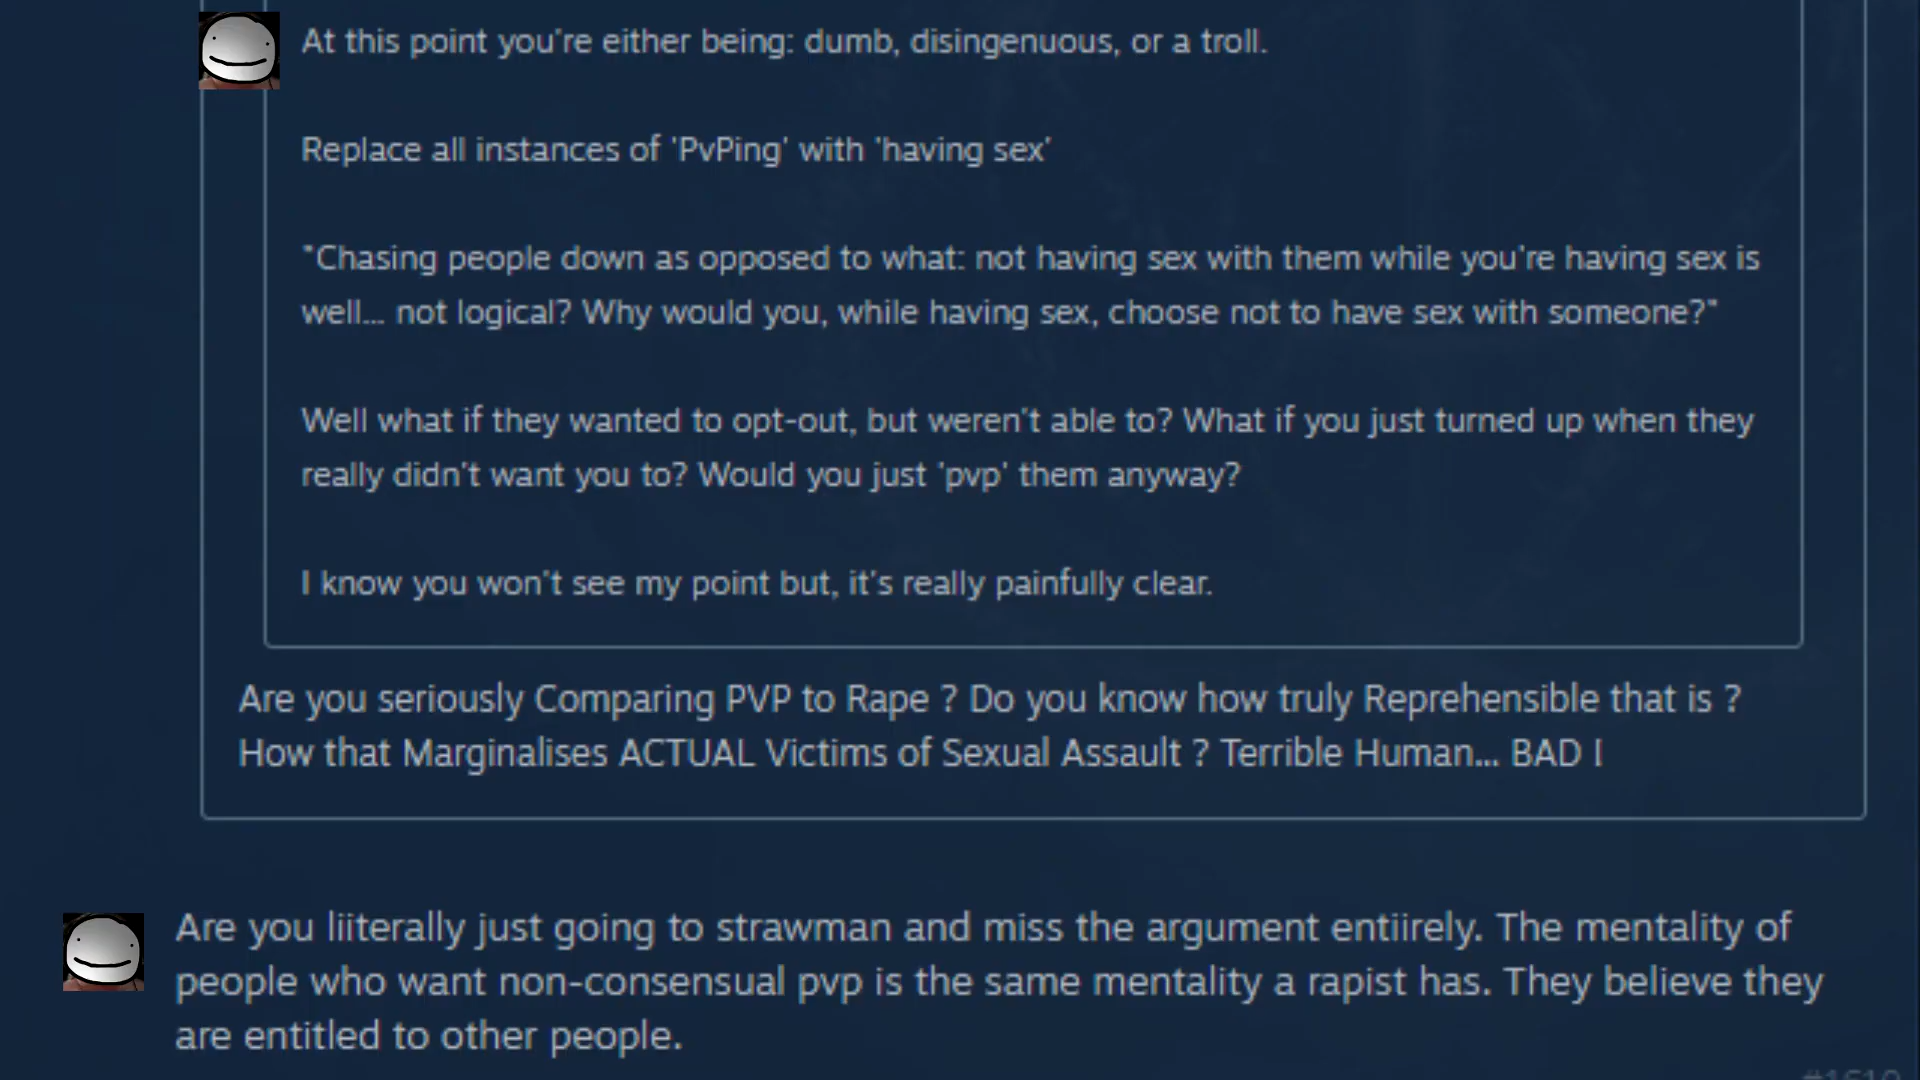 At this point you're either being: dumb, disingenuous, or a troll.
Replace all instances of 'PvPing' with 'having sex'
"Chasing people down as opposed to what: not having sex with them while you're having sex is
well... not logical? Why would you, while having sex, choose not to have sex with someone?"
Well what if they wanted to opt-out, but weren't able to? What if you just turned up when they
really didn't want you to? Would you just 'pvp' them anyway?
I know you won't see my point but, it's really painfully clear.
Are you seriously Comparing PVP to Rape ? Do you know how truly Reprehensible that is ?
How that Marginalises ACTUAL Victims of Sexual Assault ? Terrible Human... BAD !
Are you liiterally just going to strawman and miss the argument entiirely. The mentality of
people who want non-consensual pvp is the same mentality a rapist has. They believe they
are entitled to other people.